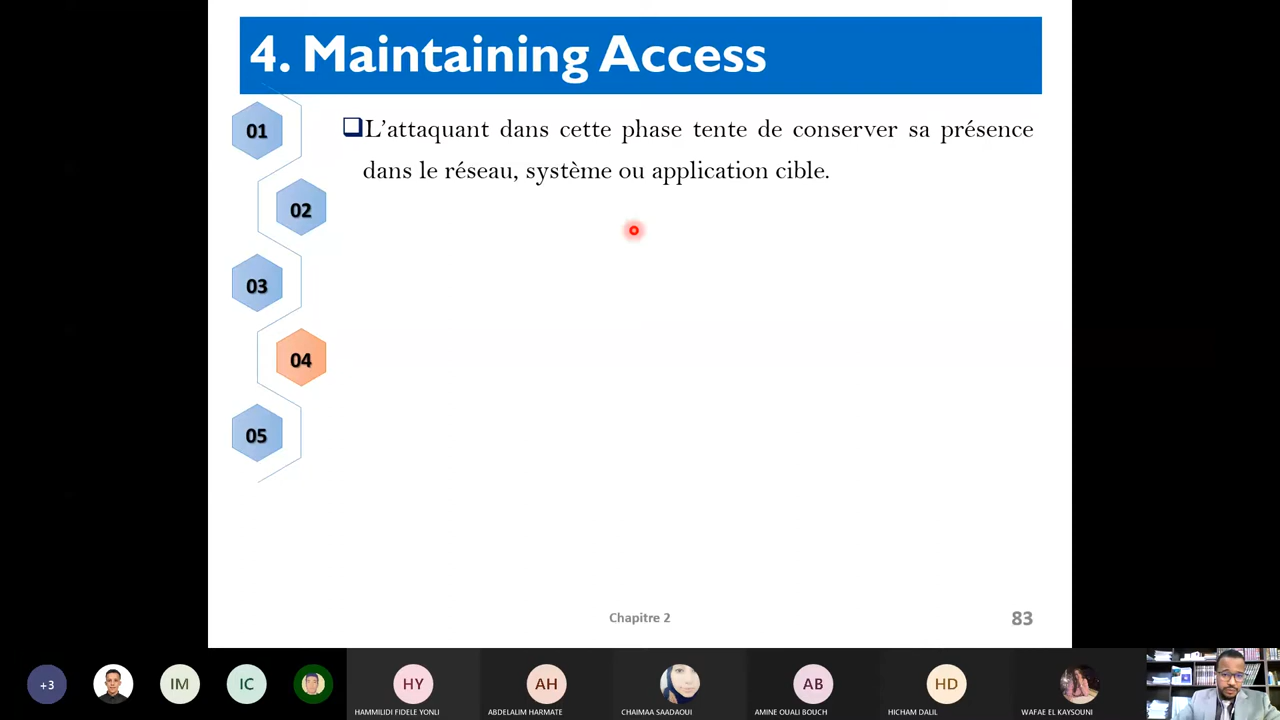 4. Maintaining Access
01
02
03
04
05
❑L'attaquant dans cette phase tente de conserver sa présence
dans le réseau, système ou application cible.
Chapitre 2
83
+3
IM
IC
HY
AH
AB
HD
HAMMILIDI FIDELE YONLI
ABDELALIM HARMATE
CHAIMAA SAADAOUI
AMINE OUALI BOUCH
HICHAM DALIL
WAFAE EL KAYSOUNI